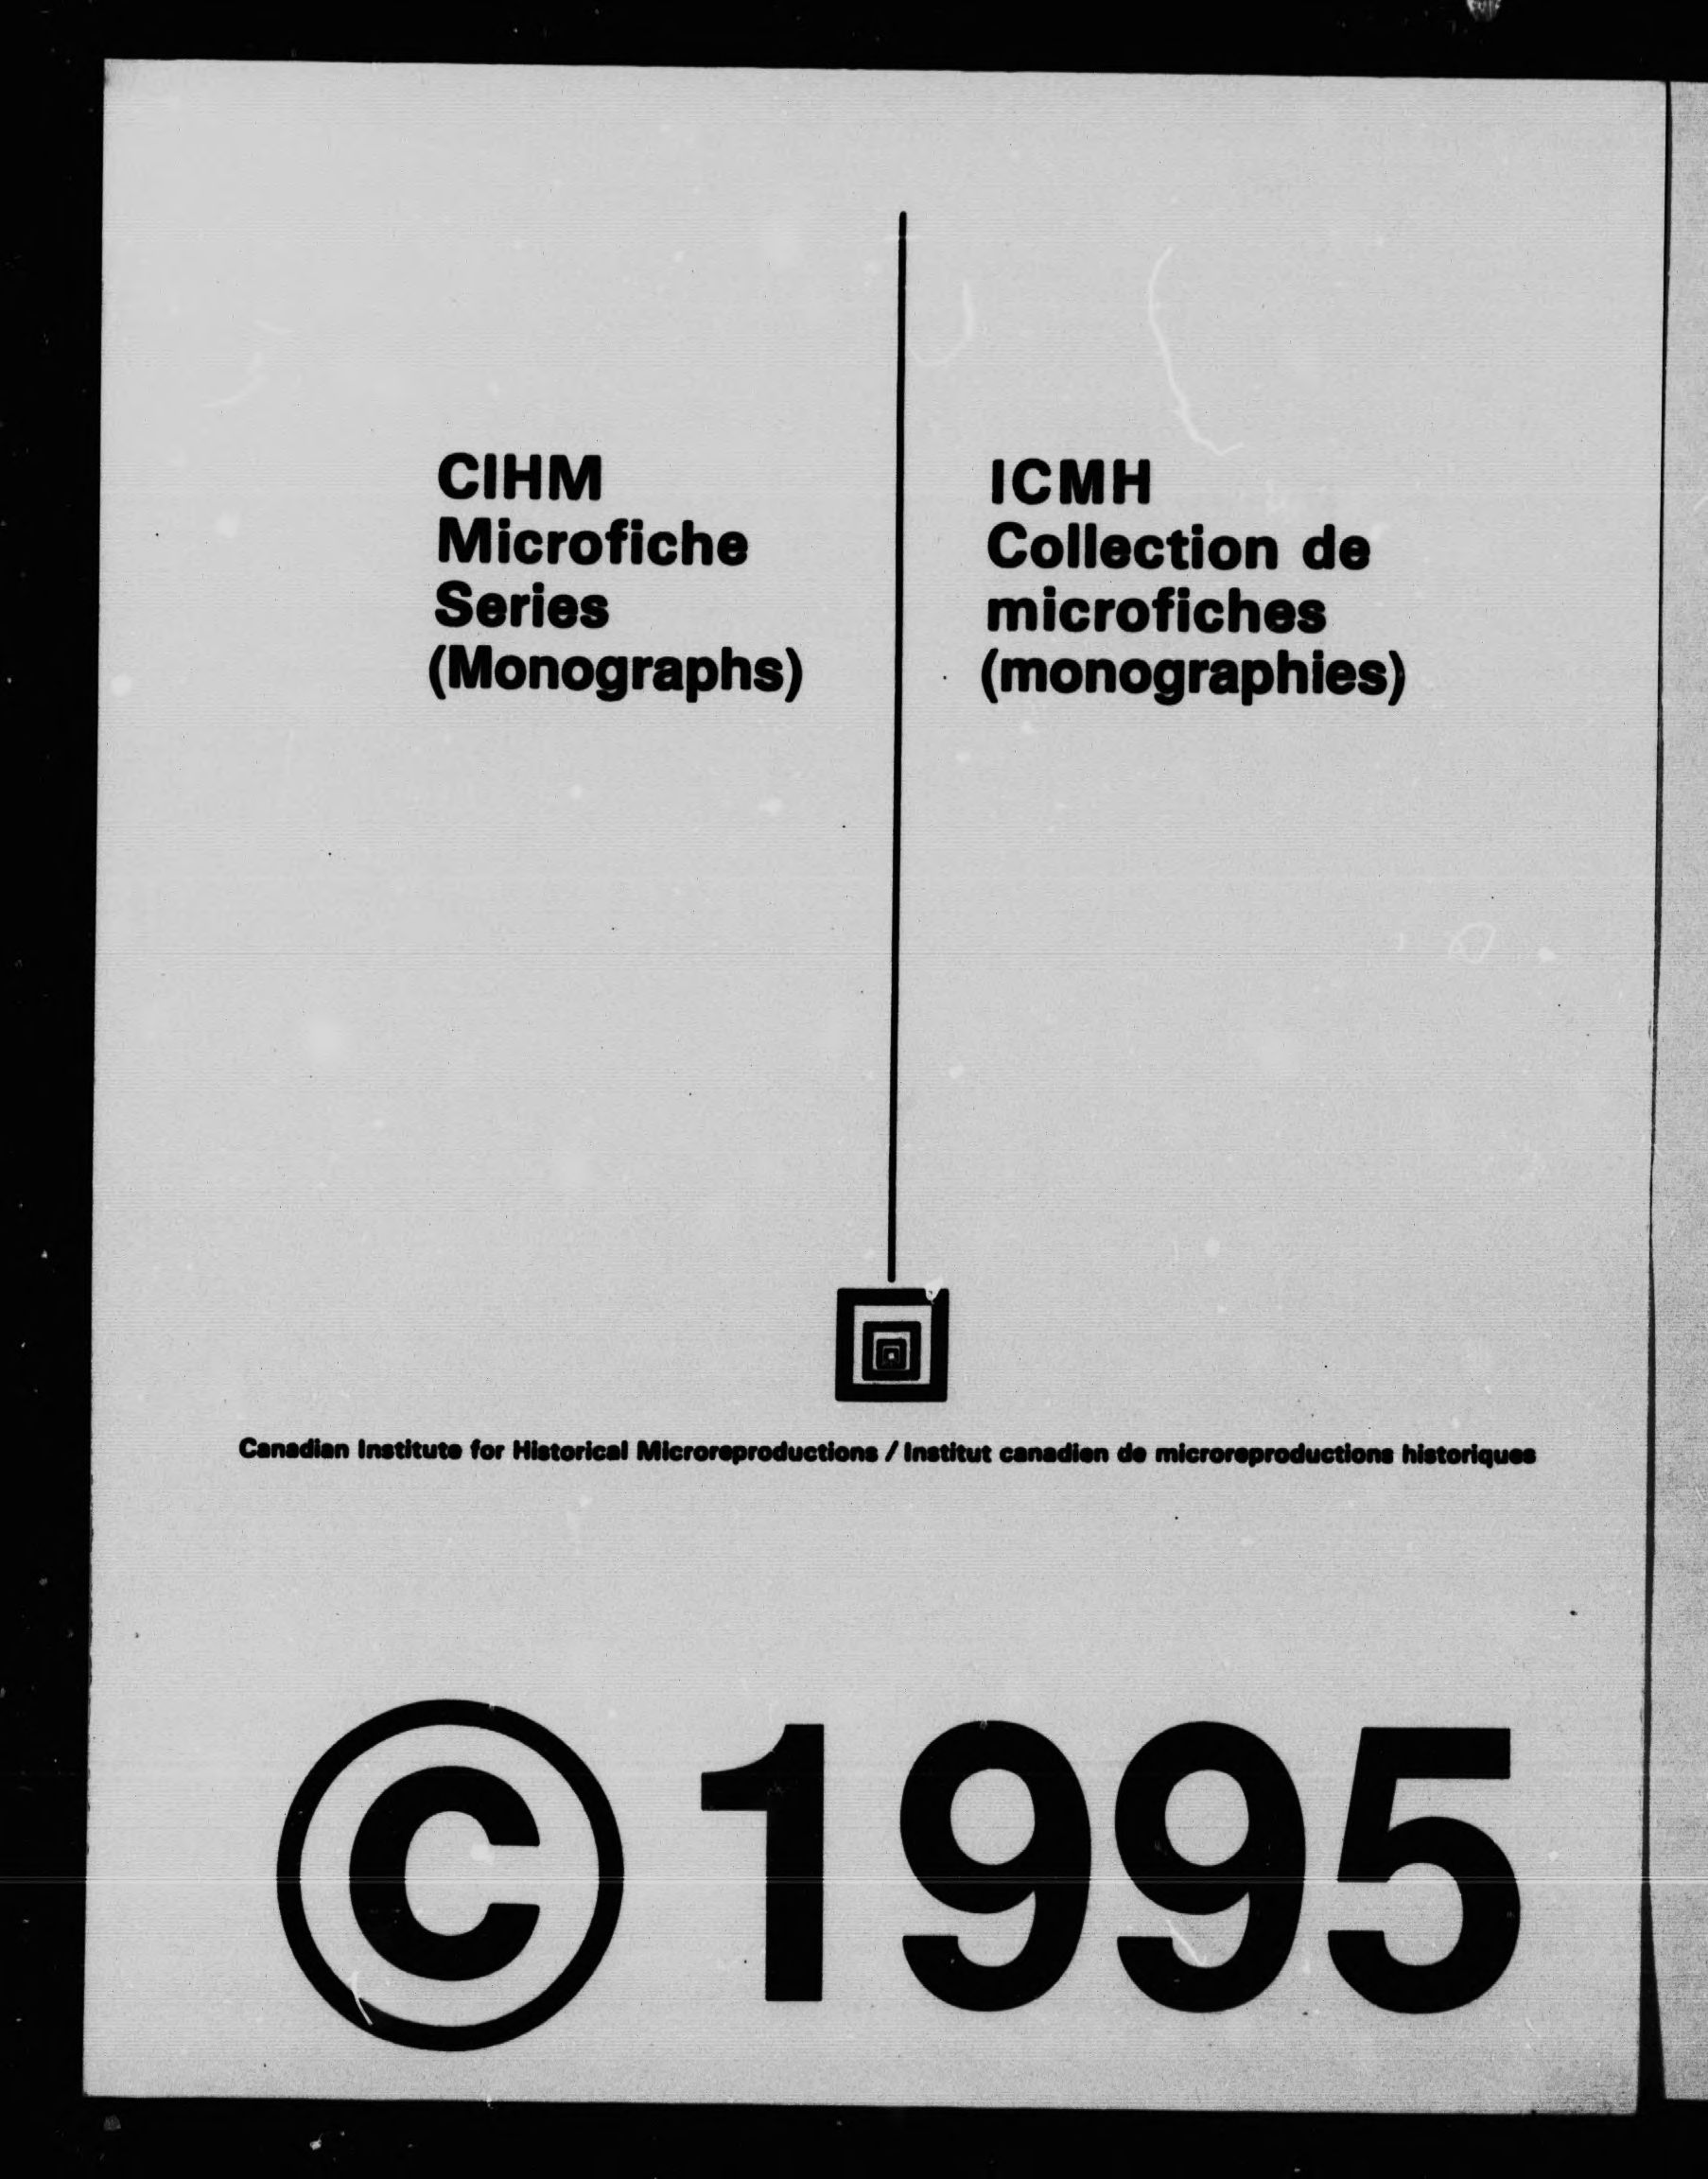 CIHM
Microfiche
Series
(Monographs)
ICMH
Collection de
microfiches
(monographies)
Canadian Institute for Historical Microreproductions / Institut canadien de microreproductions historiques
© 1995